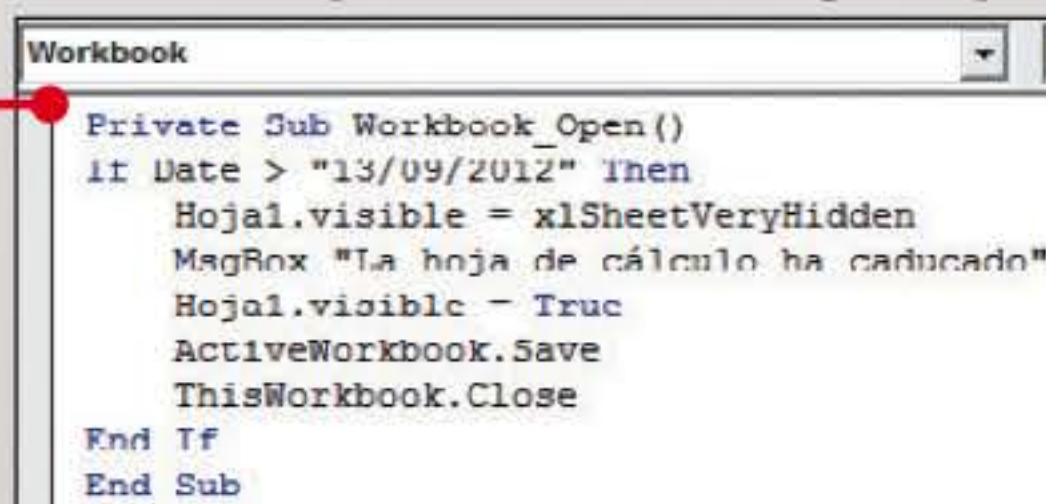 Workbook
Private Sub Workbook_Open()
If Date > "13/09/2012" Then
Hoja1.visible = xlSheetVeryHidden
MsgBox "La hoja de cálculo ha caducado"
Hoja1.visible = True
ActiveWorkbook.Save
ThisWorkbook.Close
End If
End Sub